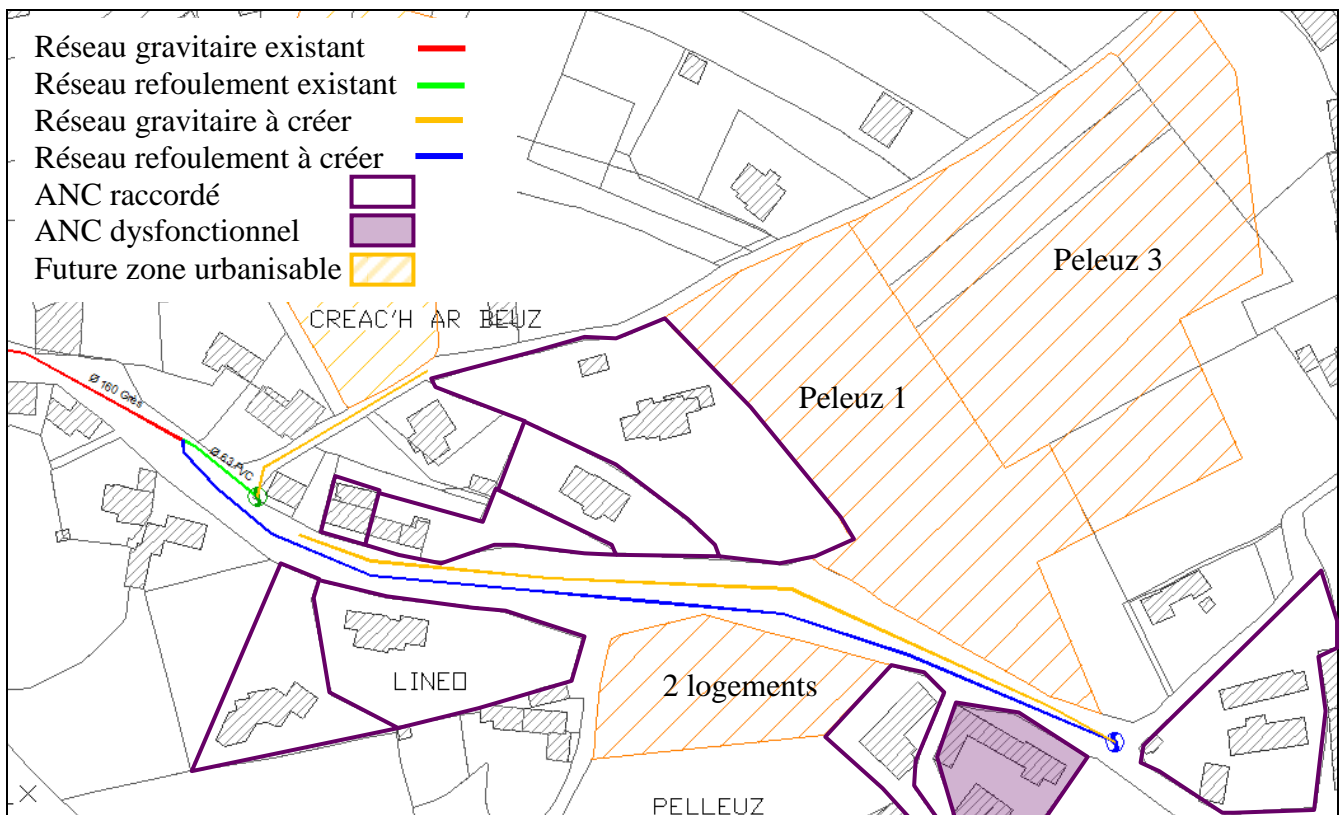 Réseau gravitaire existant
Réseau refoulement existant
Réseau gravitaire à créer
Réseau refoulement à créer
ANC raccordé
ANC dysfonctionnel
Future zone urbanisable
Peleuz 3
CREAC'H AR BEUZ
Ø 160 Grès
Peleuz 1
Ø 63 PVC
LINEO
2 logements
PELLEUZ